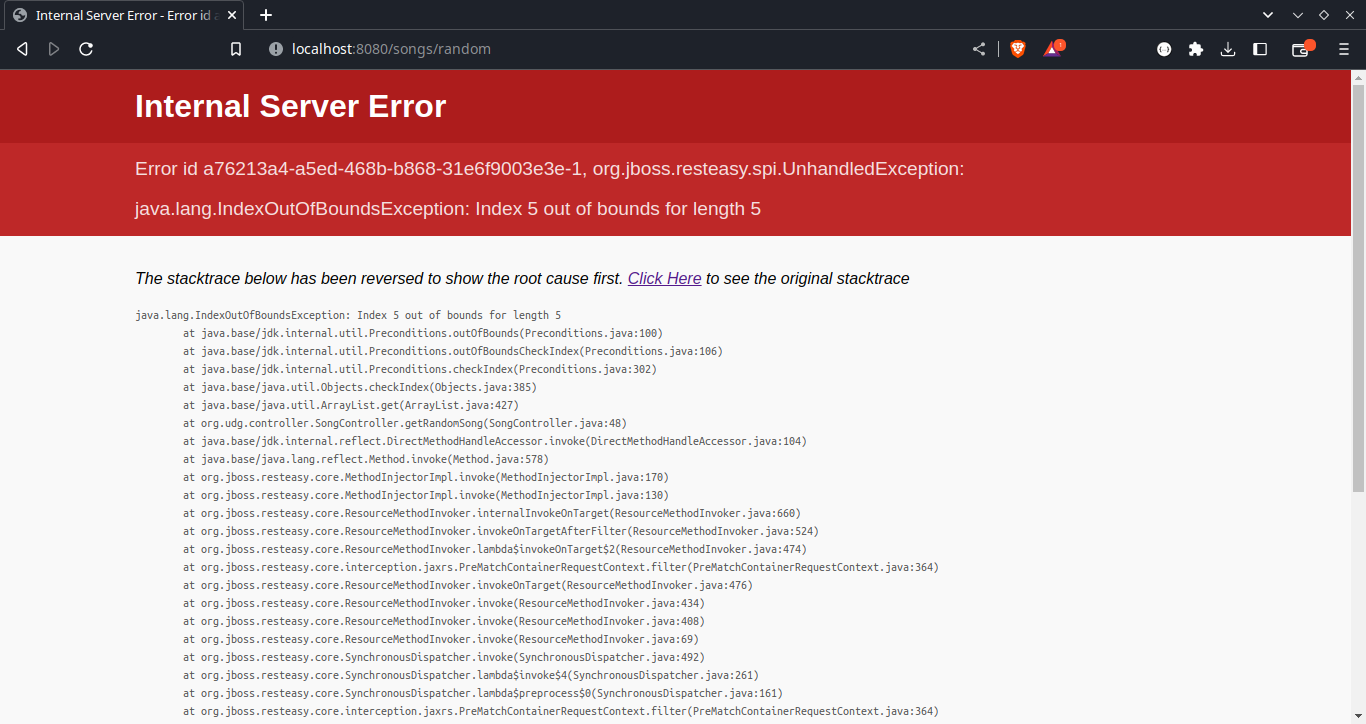 Internal Server Error - Error id a
localhost:8080/songs/random
Internal Server Error
Error id a76213a4-a5ed-468b-b868-31e6f9003e3e-1, org.jboss.resteasy.spi.UnhandledException:
java.lang.IndexOutOfBoundsException: Index 5 out of bounds for length 5
The stacktrace below has been reversed to show the root cause first. Click Here to see the original stacktrace
java.lang.IndexOutOfBoundsException: Index 5 out of bounds for length 5
at java.base/jdk.internal.util.Preconditions.outOfBounds(Preconditions.java:100)
at java.base/jdk.internal.util.Preconditions.outOfBoundsCheckIndex(Preconditions.java:106)
at java.base/jdk.internal.util.Preconditions.checkIndex(Preconditions.java:302)
at java.base/java.util.Objects.checkIndex(Objects.java:385)
at java.base/java.util.ArrayList.get(ArrayList.java:427)
at org.udg.controller.SongController.getRandomSong(SongController.java:48)
at java.base/jdk.internal.reflect.DirectMethodHandleAccessor.invoke(DirectMethodHandleAccessor.java:104)
at java.base/java.lang.reflect.Method.invoke(Method.java:578)
at org.jboss.resteasy.core.MethodInjectorImpl.invoke(MethodInjectorImpl.java:170)
at org.jboss.resteasy.core.MethodInjectorImpl.invoke(MethodInjectorImpl.java:130)
at org.jboss.resteasy.core.ResourceMethodInvoker.internalInvokeOnTarget(ResourceMethodInvoker.java:660)
at org.jboss.resteasy.core.ResourceMethodInvoker.invokeOnTargetAfterFilter(ResourceMethodInvoker.java:524)
at org.jboss.resteasy.core.ResourceMethodInvoker.lambda$invokeOnTarget$2(ResourceMethodInvoker.java:474)
at org.jboss.resteasy.core.interception.jaxrs.PreMatchContainerRequestContext.filter(PreMatchContainerRequestContext.java:364)
at org.jboss.resteasy.core.ResourceMethodInvoker.invokeOnTarget(ResourceMethodInvoker.java:476)
at org.jboss.resteasy.core.ResourceMethodInvoker.invoke(ResourceMethodInvoker.java:434)
at org.jboss.resteasy.core.ResourceMethodInvoker.invoke(ResourceMethodInvoker.java:408)
at org.jboss.resteasy.core.ResourceMethodInvoker.invoke(ResourceMethodInvoker.java:69)
at org.jboss.resteasy.core.SynchronousDispatcher.invoke(SynchronousDispatcher.java:492)
at org.jboss.resteasy.core.SynchronousDispatcher.lambda$invoke$4(SynchronousDispatcher.java:261)
at org.jboss.resteasy.core.SynchronousDispatcher.lambda$preprocess$0(SynchronousDispatcher.java:161)
at org.jboss.resteasy.core.interception.jaxrs.PreMatchContainerRequestContext.filter(PreMatchContainerRequestContext.java:364)